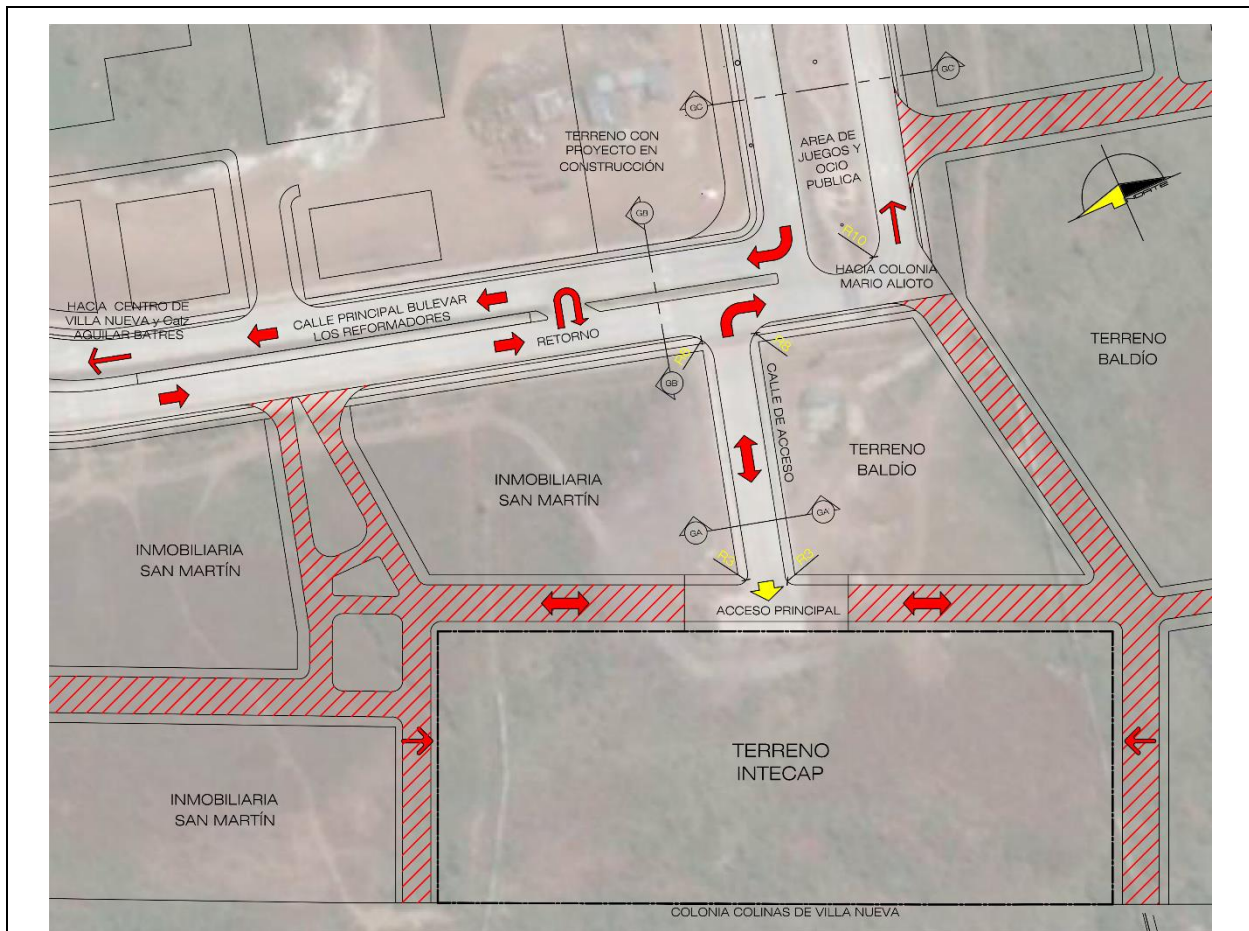 GC
GC
TERRENO CON
PROYECTO EN
CONSTRUCCIÓN
AREA DE
JUEGOS Y
OCIO
PUBLICA
NORTE
GB
R10
HACIA COLONIA
MARIO ALIOTO
HACIA CENTRO DE
VILLA NUEVA y Calz.
AGUILAR BATRES
CALLE PRINCIPAL BULEVAR
LOS REFORMADORES
RETORNO
TERRENO
BALDÍO
GB
CALLE DE ACCESO
TERRENO
BALDÍO
INMOBILIARIA
SAN MARTÍN
GA
GA
INMOBILIARIA
SAN MARTÍN
R3
ACCESO PRINCIPAL
TERRENO
INTECAP
INMOBILIARIA
SAN MARTÍN
COLONIA COLINAS DE VILLA NUEVA